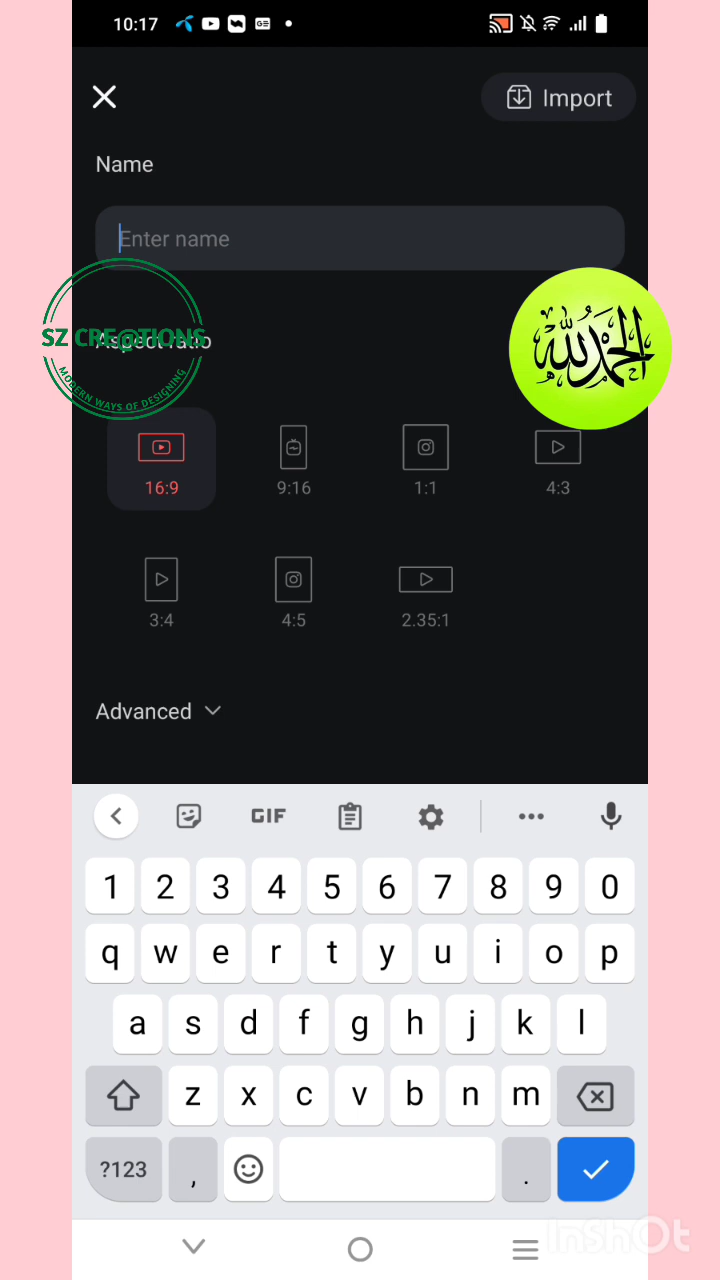 10:17
Import
Name
Enter name
SZ CRE@TIONS
MODERN WAYS OF DESIGNING
Aspect ratio
الحمد لله
16:9
9:16
1:1
4:3
3:4
4:5
2.35:1
Advanced
GIF
1 2 3 4 5 6 7 8 9 0
q w e r t y u i o p
a s d f g h j k l
z x c v b n m
?123 , .
InShOt